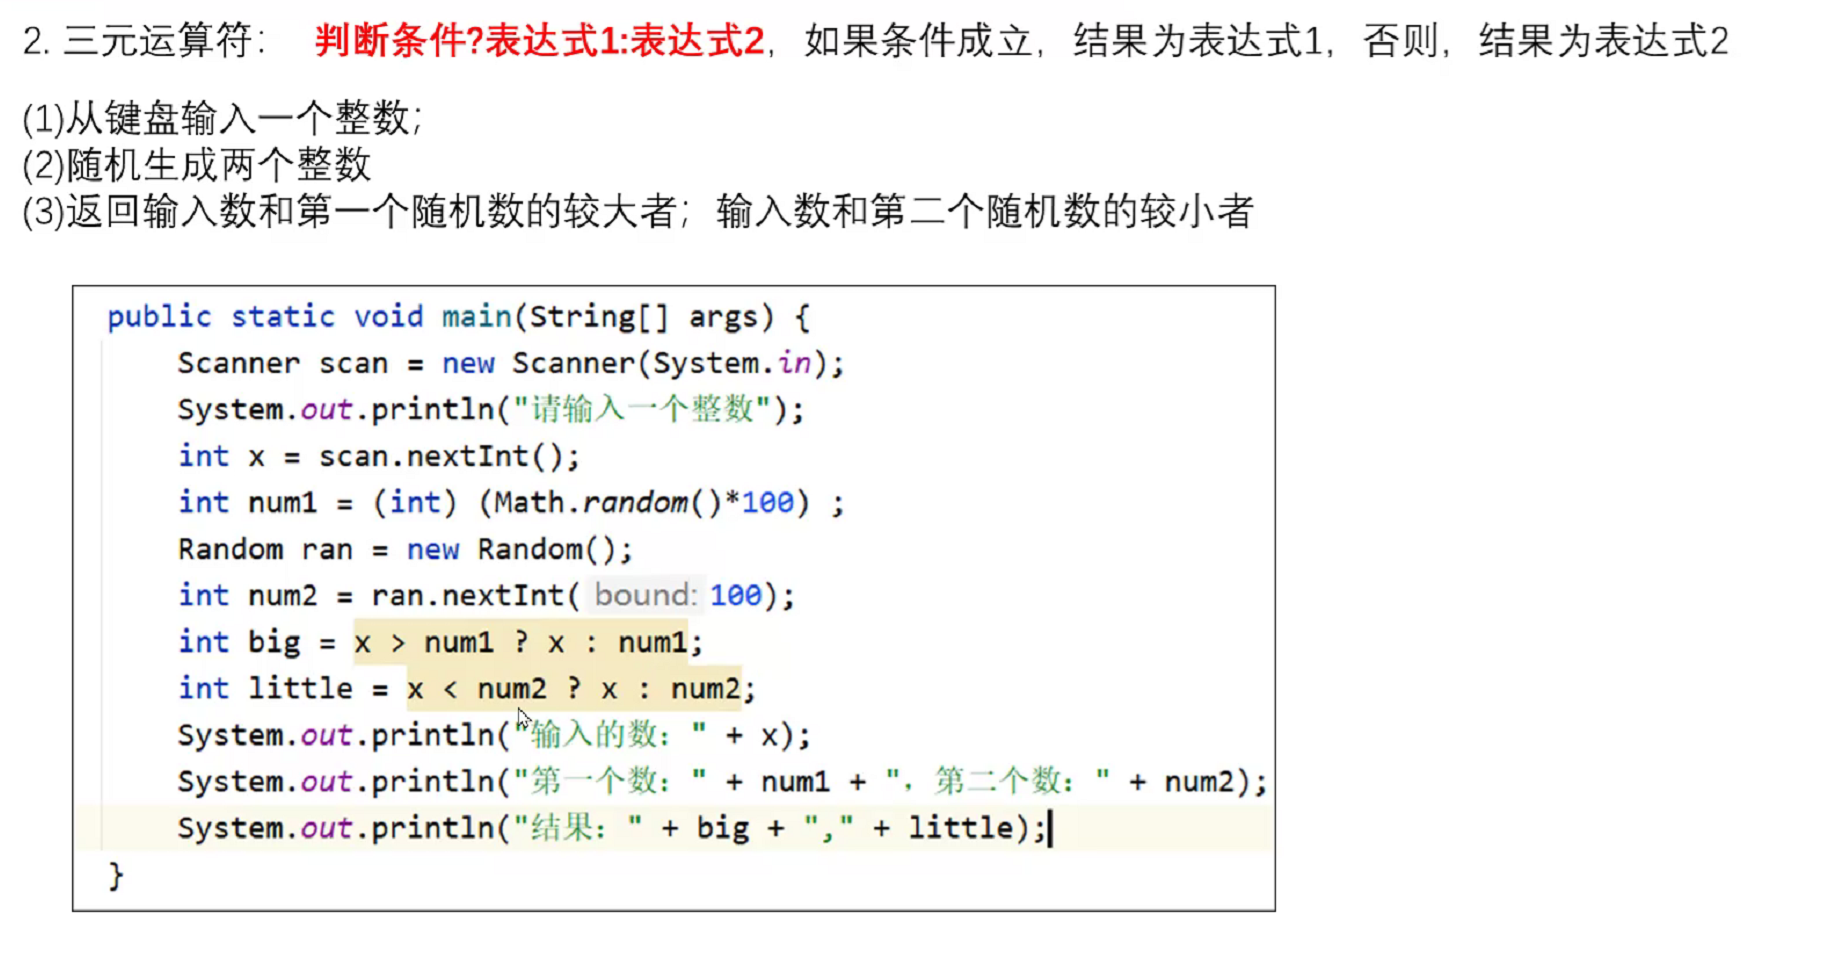 2. 三元运算符： 判断条件?表达式1:表达式2，如果条件成立，结果为表达式1，否则，结果为表达式2
(1)从键盘输入一个整数；
(2)随机生成两个整数
(3)返回输入数和第一个随机数的较大者；输入数和第二个随机数的较小者
public static void main(String[] args) {
Scanner scan = new Scanner(System.in);
System.out.println("请输入一个整数");
int x = scan.nextInt();
int num1 = (int) (Math.random()*100) ;
Random ran = new Random();
int num2 = ran.nextInt( bound: 100);
int big = x > num1 ? x : num1;
int little = x < num2 ? x : num2;
System.out.println("输入的数：" + x);
System.out.println("第一个数：" + num1 + "，第二个数：" + num2);
System.out.println("结果：" + big + "," + little);
}